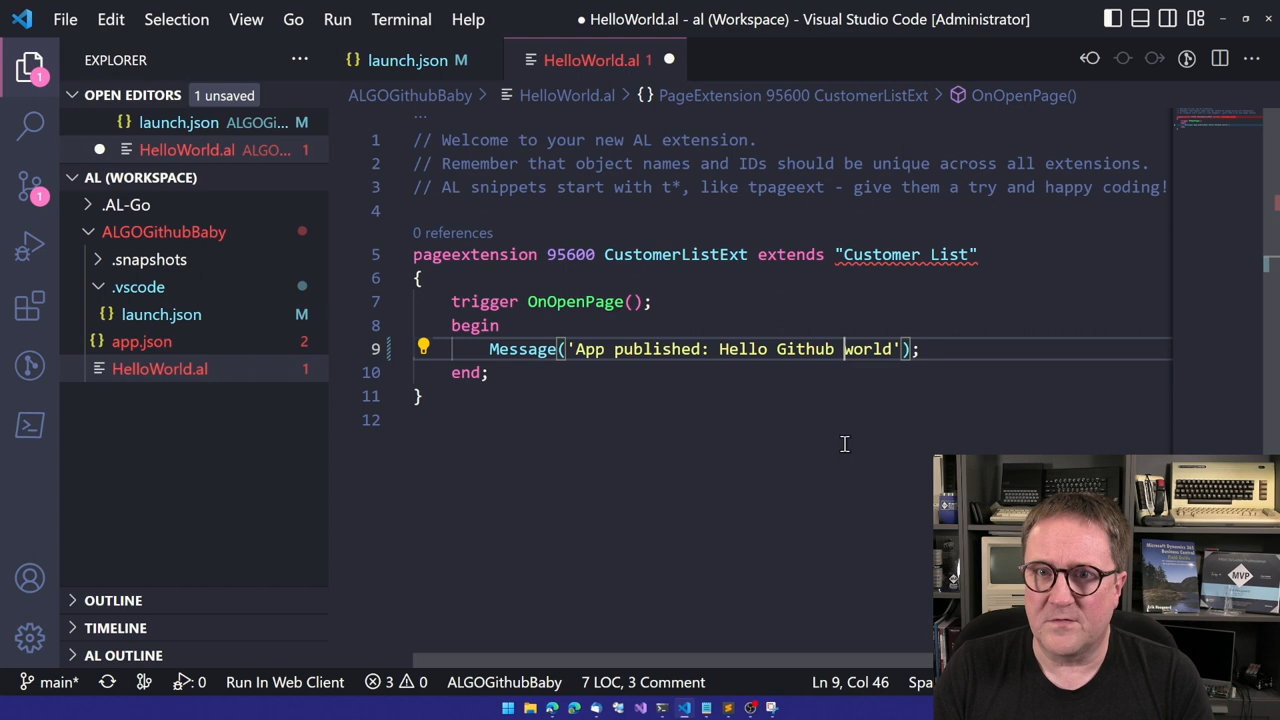 File Edit Selection View Go Run Terminal Help
● HelloWorld.al - al (Workspace) - Visual Studio Code [Administrator]
EXPLORER
{} launch.json M
HelloWorld.al 1
OPEN EDITORS 1 unsaved
{} launch.json ALGOGi... M
HelloWorld.al ALGO... 1
AL (WORKSPACE)
.AL-Go
ALGOGithubBaby
.snapshots
.vscode
{} launch.json M
{} app.json 2
HelloWorld.al 1
OUTLINE
TIMELINE
AL OUTLINE
1
1
ALGOGithubBaby > HelloWorld.al > {} PageExtension 95600 CustomerListExt > OnOpenPage()
1 // Welcome to your new AL extension.
2 // Remember that object names and IDs should be unique across all extensions.
3 // AL snippets start with t*, like tpageext - give them a try and happy coding!
4
0 references
5 pageextension 95600 CustomerListExt extends "Customer List"
6 {
7 trigger OnOpenPage();
8 begin
9 Message('App published: Hello Github world');
10 end;
11 }
12
MVP
main* 0 Run In Web Client 3 0 ALGOGithubBaby 7 LOC, 3 Comment Ln 9, Col 46 Spa